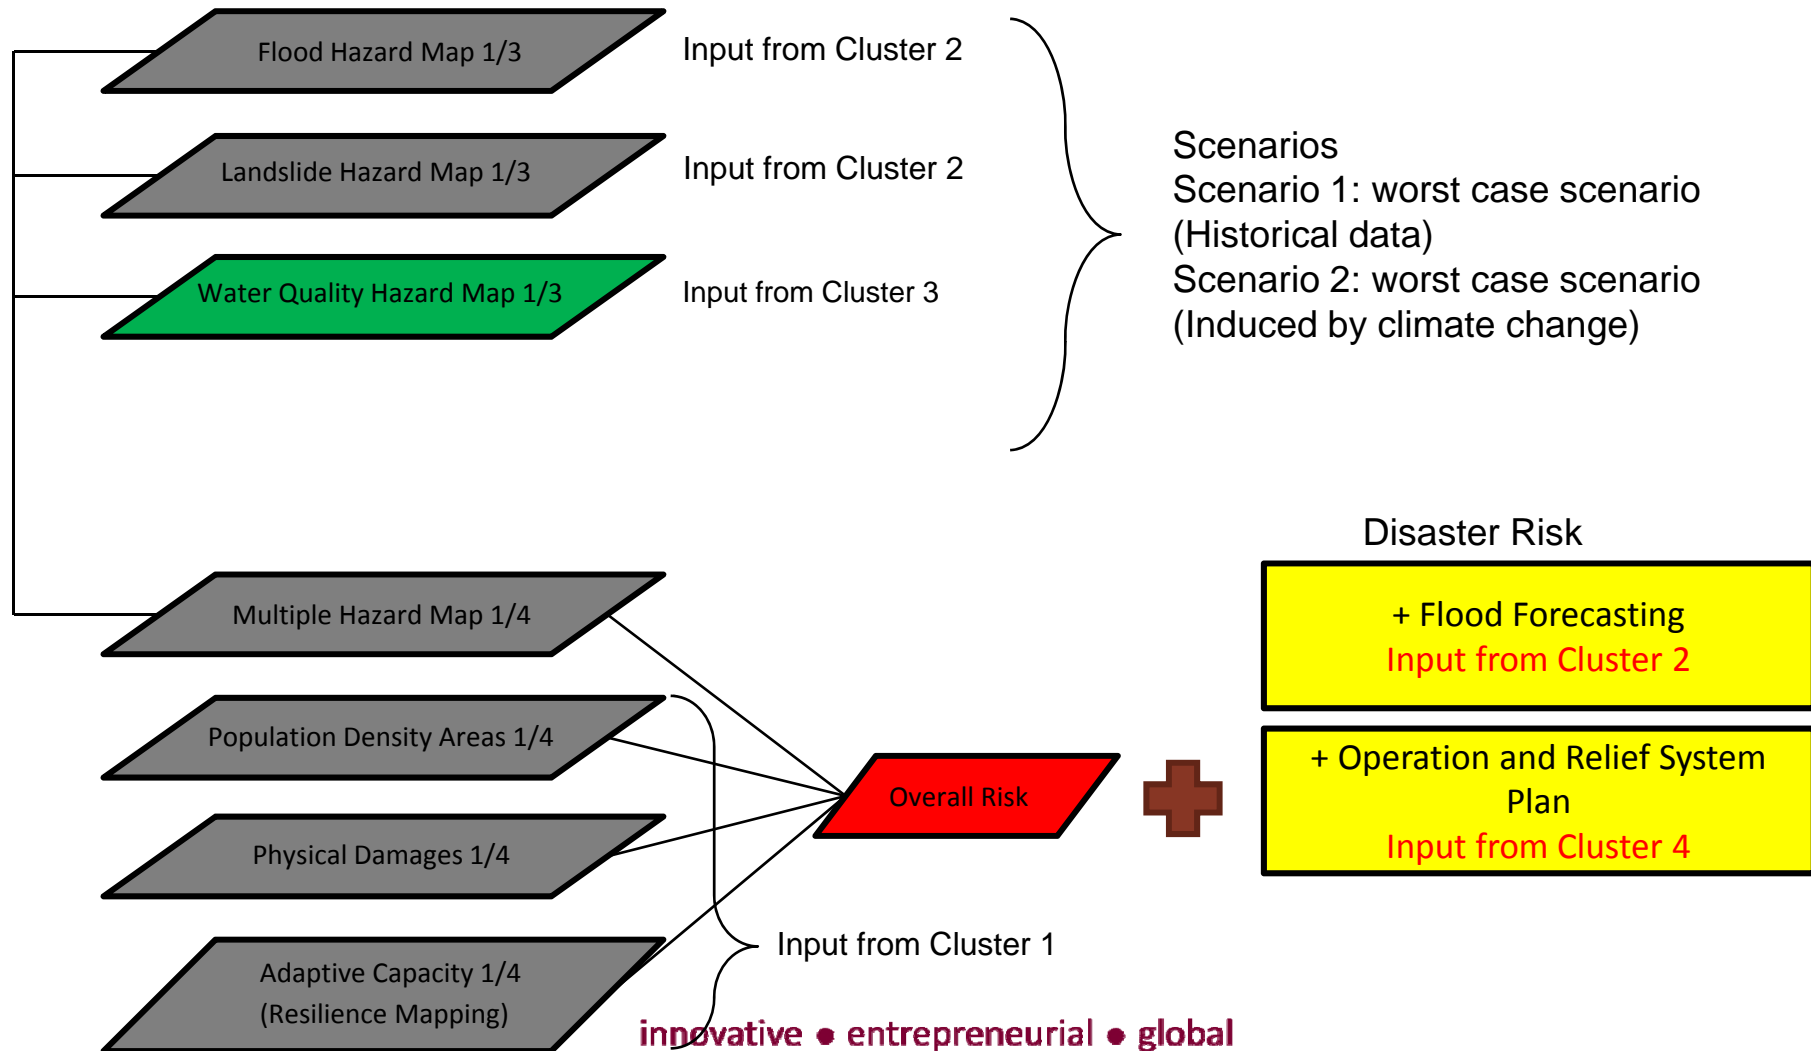 Flood Hazard Map 1/3
Input from Cluster 2
Landslide Hazard Map 1/3
Input from Cluster 2
Water Quality Hazard Map 1/3
Input from Cluster 3
Scenarios
Scenario 1: worst case scenario
(Historical data)
Scenario 2: worst case scenario
(Induced by climate change)
Multiple Hazard Map 1/4
Population Density Areas 1/4
Physical Damages 1/4
Adaptive Capacity 1/4
(Resilience Mapping)
Input from Cluster 1
Overall Risk
Disaster Risk
+ Flood Forecasting
Input from Cluster 2
+ Operation and Relief System
Plan
Input from Cluster 4
innovative ● entrepreneurial ● global